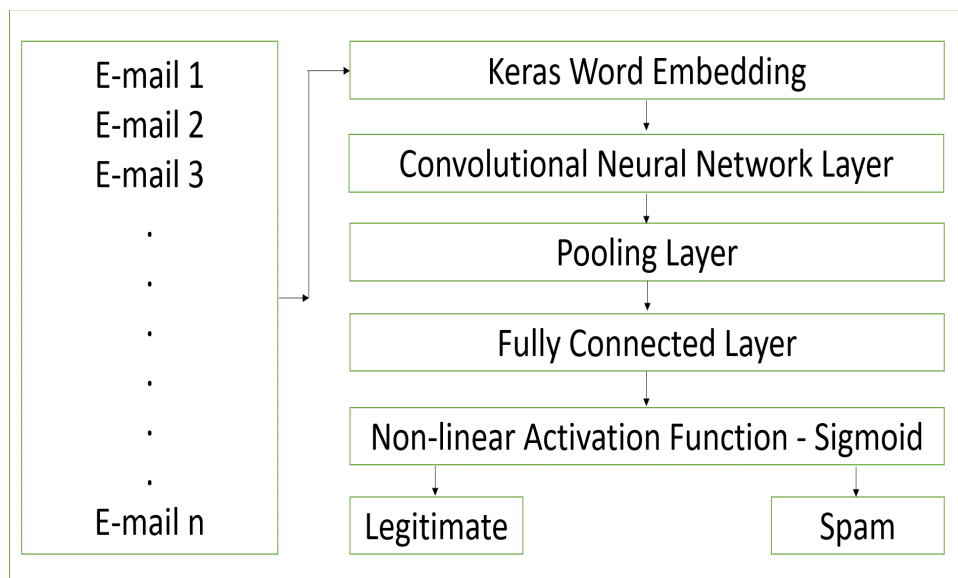 E-mail 1
E-mail 2
E-mail 3
.
.
.
.
.
.
E-mail n
Keras Word Embedding
Convolutional Neural Network Layer
Pooling Layer
Fully Connected Layer
Non-linear Activation Function - Sigmoid
Legitimate
Spam